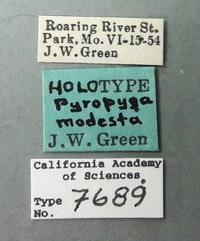 Roaring River St.
Park, Mo. VI-15-54
J.W. Green
HOLOTYPE
Pyropyga
modesta
J.W. Green
California Academy
of Sciences
Type
No. 7689